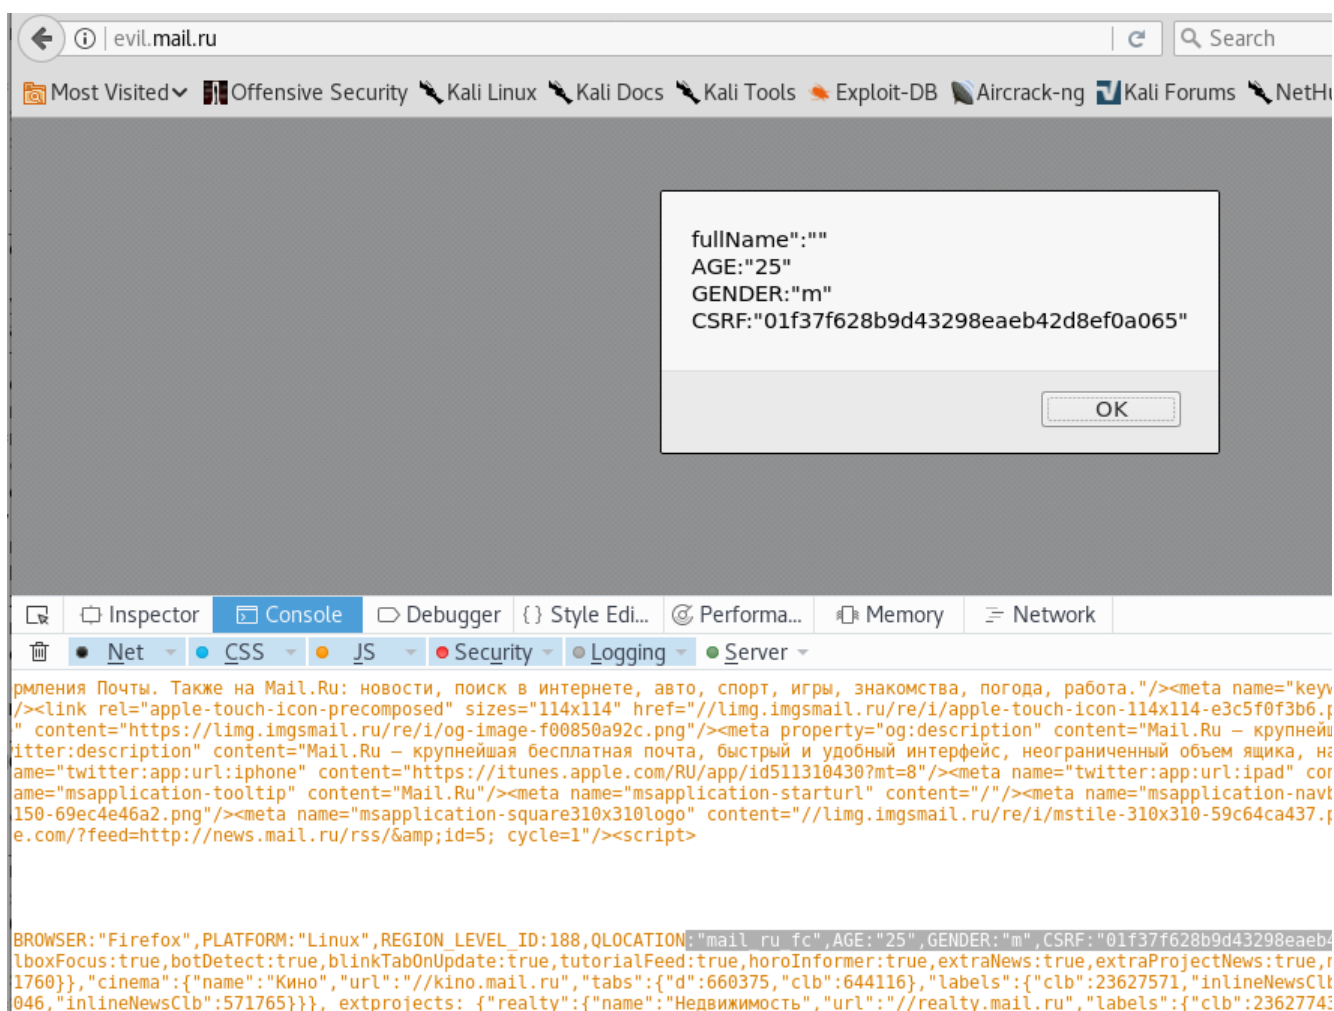 evil.mail.ru
Search
Most Visited
Offensive Security
Kali Linux
Kali Docs
Kali Tools
Exploit-DB
Aircrack-ng
Kali Forums
NetHu
fullName":""
AGE:"25"
GENDER:"m"
CSRF:"01f37f628b9d43298eaeb42d8ef0a065"
OK
Inspector
Console
Debugger
{} Style Edi...
Performa...
Memory
Network
Net
CSS
JS
Security
Logging
Server
рмления Почты. Также на Mail.Ru: новости, поиск в интернете, авто, спорт, игры, знакомства, погода, работа."/><meta name="keyw
/><link rel="apple-touch-icon-precomposed" sizes="114x114" href="//limg.imgsmail.ru/re/i/apple-touch-icon-114x114-e3c5f0f3b6.p
" content="https://limg.imgsmail.ru/re/i/og-image-f00850a92c.png"/><meta property="og:description" content="Mail.Ru — крупнейш
itter:description" content="Mail.Ru — крупнейшая бесплатная почта, быстрый и удобный интерфейс, неограниченный объем ящика, на
ame="twitter:app:url:iphone" content="https://itunes.apple.com/RU/app/id511310430?mt=8"/><meta name="twitter:app:url:ipad" con
ame="msapplication-tooltip" content="Mail.Ru"/><meta name="msapplication-starturl" content="/"/><meta name="msapplication-navb
150-69ec4e46a2.png"/><meta name="msapplication-square310x310logo" content="//limg.imgsmail.ru/re/i/mstile-310x310-59c64ca437.p
e.com/?feed=http://news.mail.ru/rss/&amp;id=5; cycle=1"/><script>
BROWSER:"Firefox",PLATFORM:"Linux",REGION_LEVEL_ID:188,QLOCATION:"mail_ru_fc",AGE:"25",GENDER:"m",CSRF:"01f37f628b9d43298eaeb4
lboxFocus:true,botDetect:true,blinkTabOnUpdate:true,tutorialFeed:true,horoInformer:true,extraNews:true,extraProjectNews:true,r
1760}},"cinema":{"name":"Кино","url":"//kino.mail.ru","tabs":{"d":660375,"clb":644116},"labels":{"clb":23627571,"inlineNewsClb
046,"inlineNewsClb":571765}}}, extprojects: {"realty":{"name":"Недвижимость","url":"//realty.mail.ru","labels":{"clb":23627743